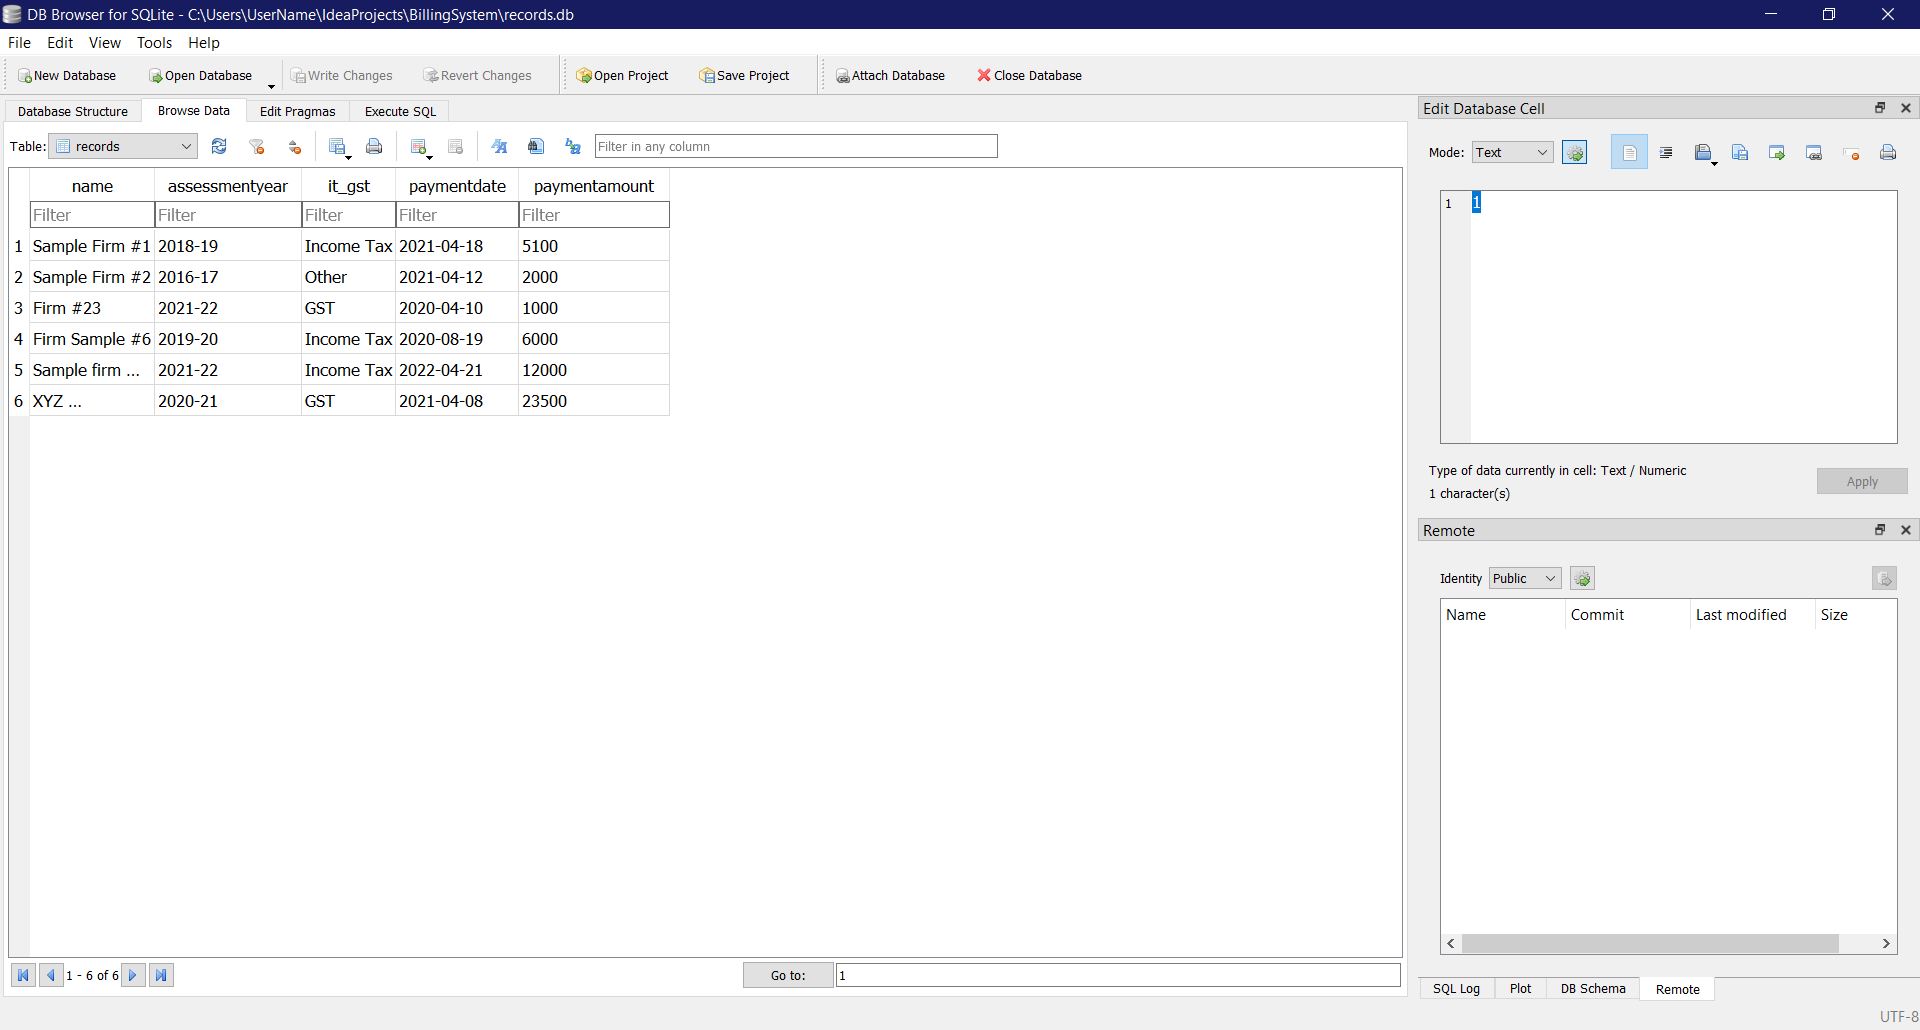 DB Browser for SQLite - C:\Users\UserName\IdeaProjects\BillingSystem\records.db
File Edit View Tools Help
New Database Open Database Write Changes Revert Changes Open Project Save Project Attach Database Close Database
Database Structure Browse Data Edit Pragmas Execute SQL
Table: records Filter in any column
name assessmentyear it_gst paymentdate paymentamount
Filter Filter Filter Filter Filter
1 Sample Firm #1 2018-19 Income Tax 2021-04-18 5100
2 Sample Firm #2 2016-17 Other 2021-04-12 2000
3 Firm #23 2021-22 GST 2020-04-10 1000
4 Firm Sample #6 2019-20 Income Tax 2020-08-19 6000
5 Sample firm ... 2021-22 Income Tax 2022-04-21 12000
6 XYZ ... 2020-21 GST 2021-04-08 23500
1 - 6 of 6 Go to: 1
Edit Database Cell
Mode: Text
1 1
Type of data currently in cell: Text / Numeric
1 character(s)
Apply
Remote
Identity Public
Name Commit Last modified Size
SQL Log Plot DB Schema Remote
UTF-8